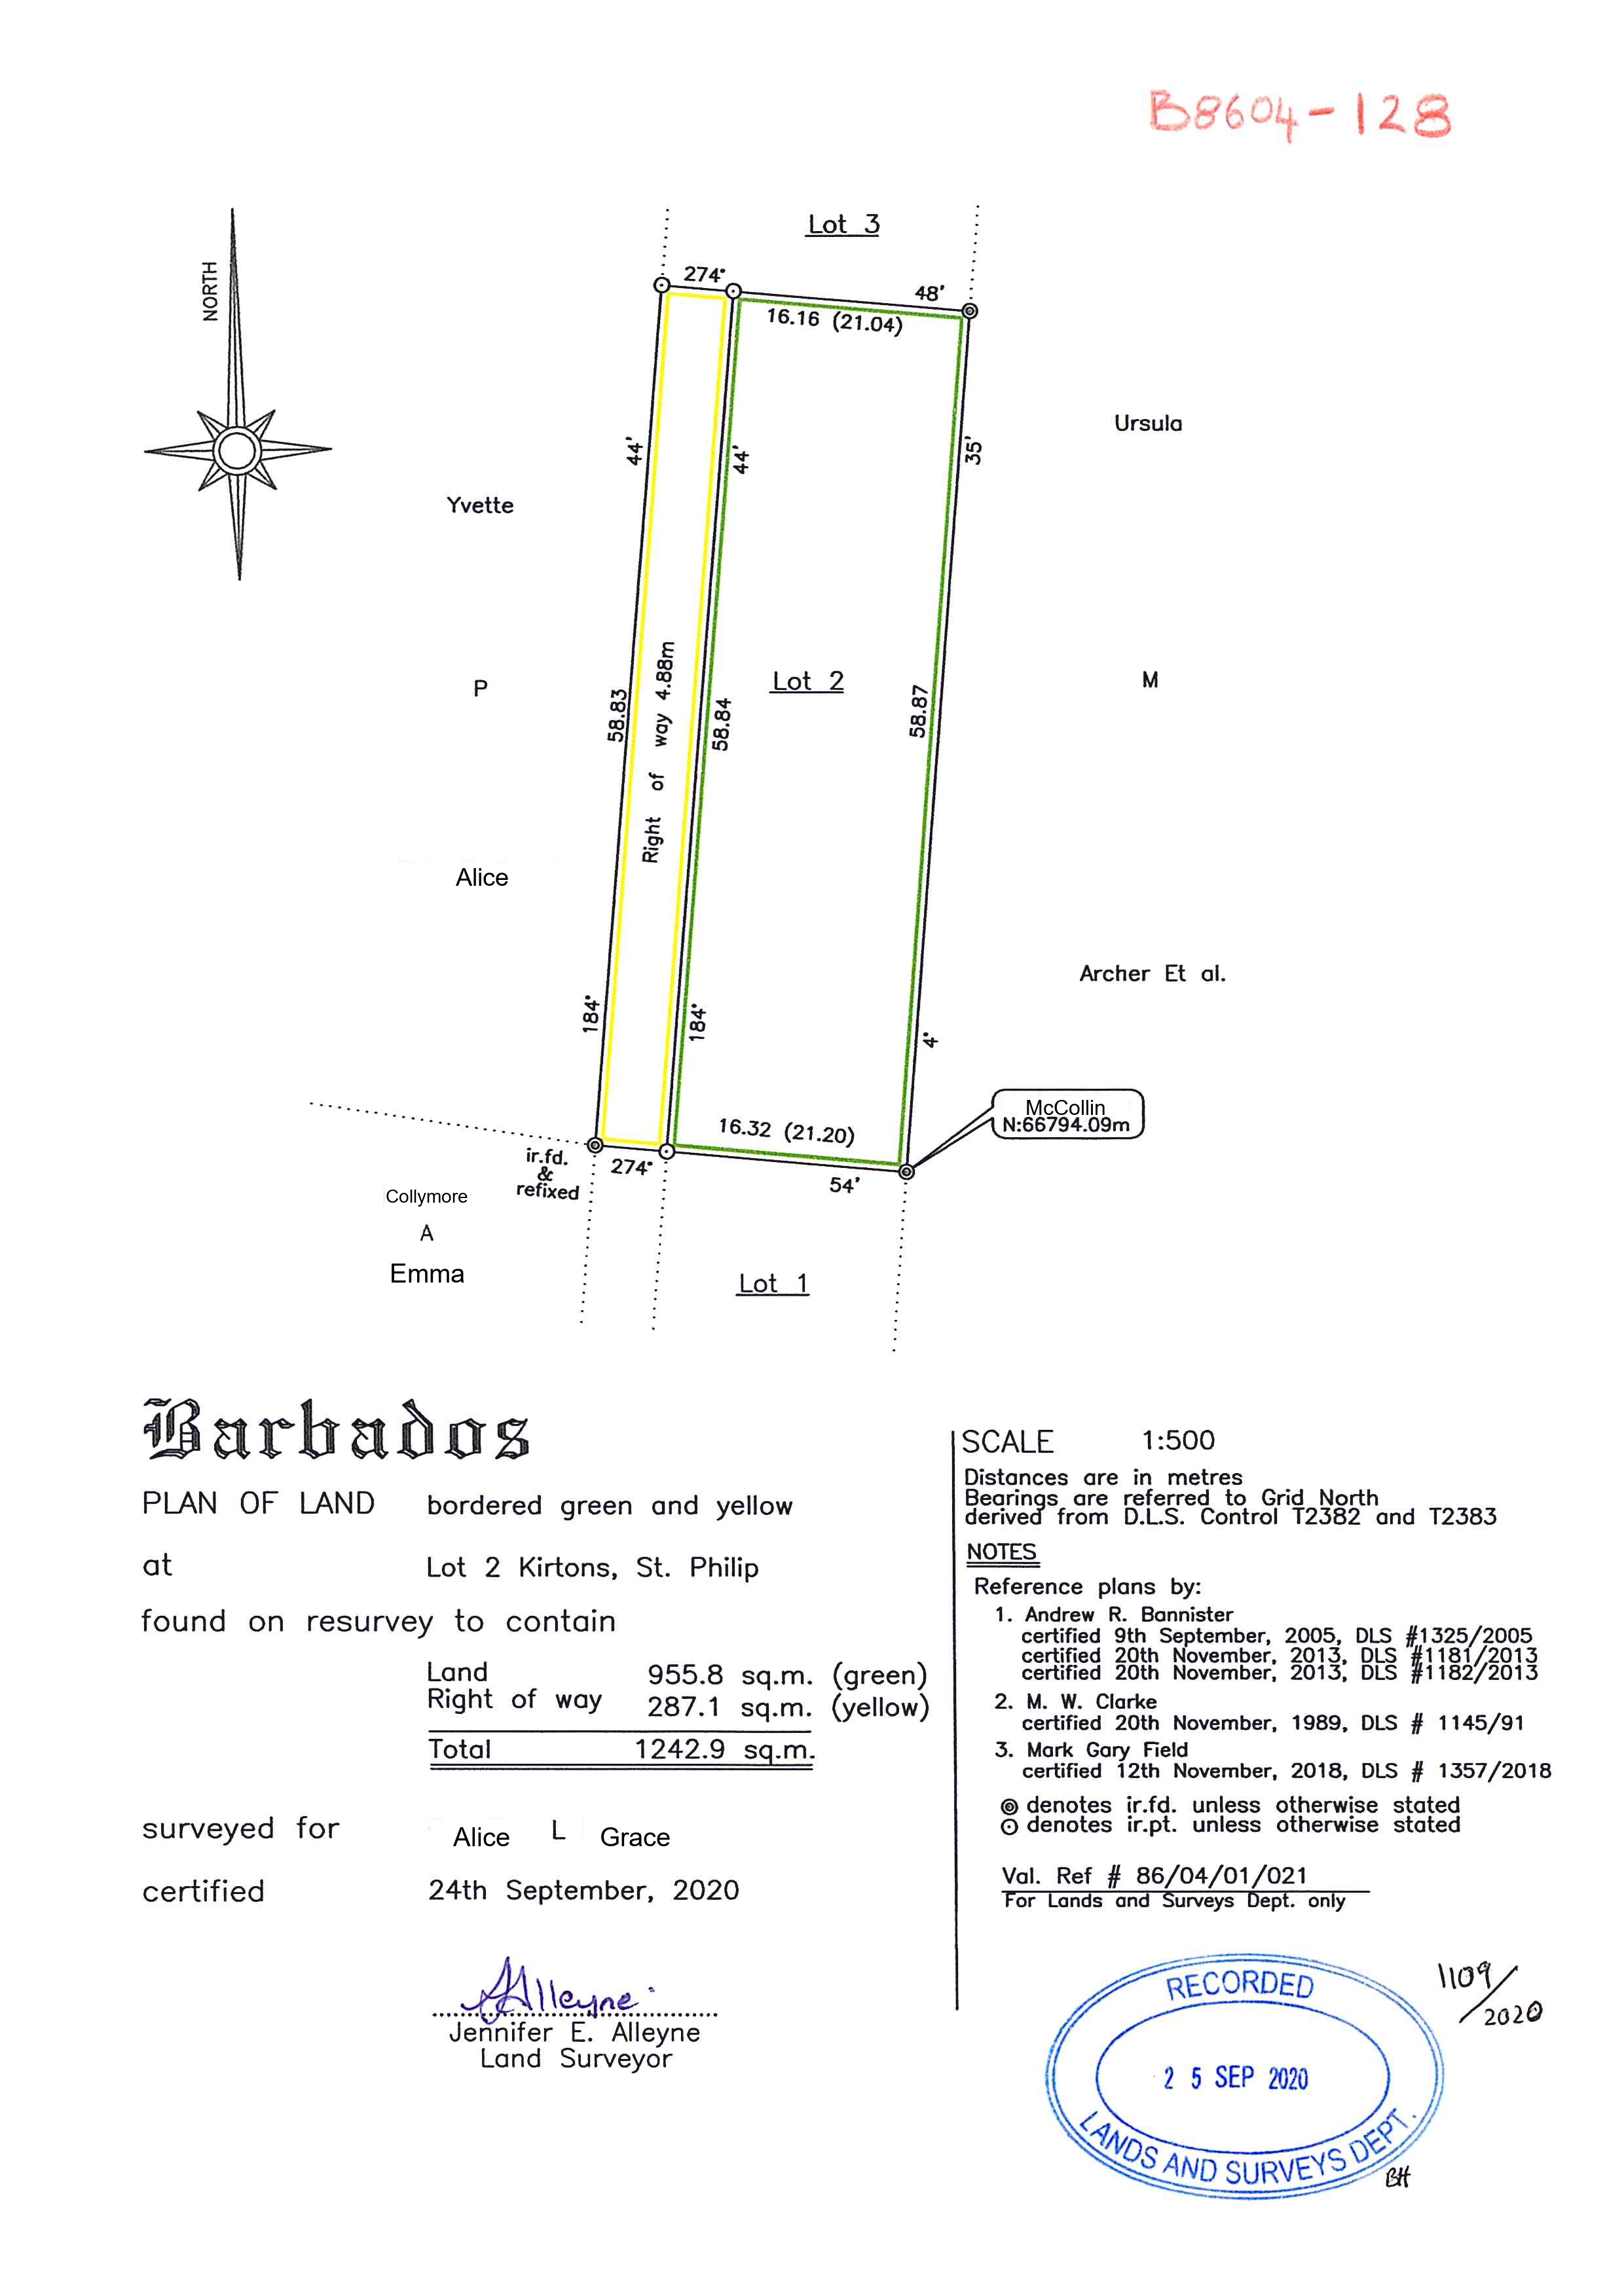 B8604-128
Lot 3
NORTH
274°
48'
16.16 (21.04)
Ursula
44'
44'
35'
Yvette
Right of way 4.88m
P
Lot 2
M
58.83
58.84
58.87
Alice
Archer Et al.
184°
184°
4'
McCollin
N:66794.09m
16.32 (21.20)
ir.fd.
&
refixed
274°
54'
Collymore
A
Emma
Lot 1
Barbados
PLAN OF LAND bordered green and yellow
at Lot 2 Kirtons, St. Philip
found on resurvey to contain
Land 955.8 sq.m. (green)
Right of way 287.1 sq.m. (yellow)
Total 1242.9 sq.m.
surveyed for Alice L Grace
certified 24th September, 2020
JAlleyne
Jennifer E. Alleyne
Land Surveyor
SCALE 1:500
Distances are in metres
Bearings are referred to Grid North
derived from D.L.S. Control T2382 and T2383
NOTES
Reference plans by:
1. Andrew R. Bannister
certified 9th September, 2005, DLS #1325/2005
certified 20th November, 2013, DLS #1181/2013
certified 20th November, 2013, DLS #1182/2013
2. M. W. Clarke
certified 20th November, 1989, DLS # 1145/91
3. Mark Gary Field
certified 12th November, 2018, DLS # 1357/2018
denotes ir.fd. unless otherwise stated
denotes ir.pt. unless otherwise stated
Val. Ref # 86/04/01/021
For Lands and Surveys Dept. only
RECORDED
25 SEP 2020
LANDS AND SURVEYS DEPT.
BH
1109/2020